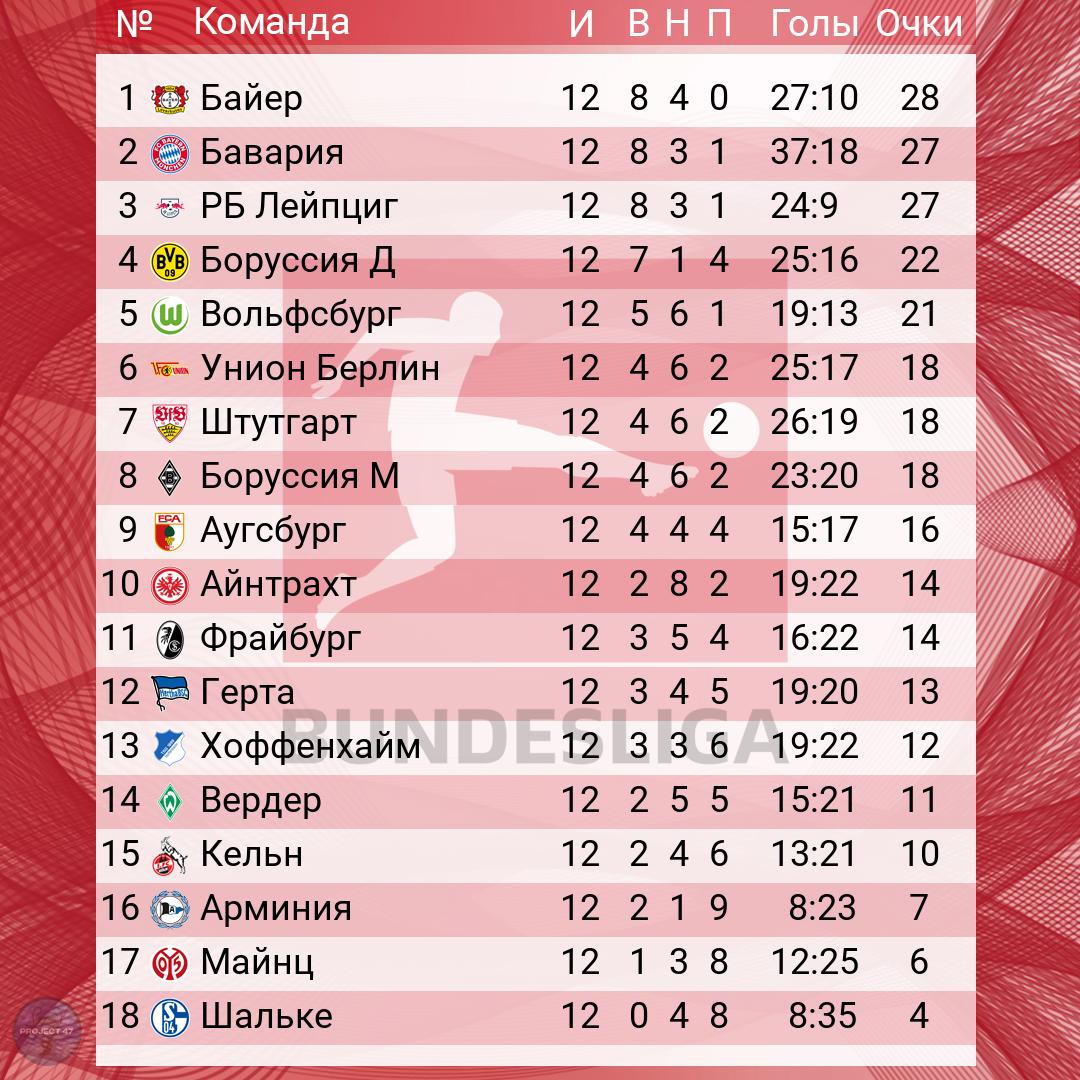 № Команда И В Н П Голы Очки
1 Байер 12 8 4 0 27:10 28
2 Бавария 12 8 3 1 37:18 27
3 РБ Лейпциг 12 8 3 1 24:9 27
4 Боруссия Д 12 7 1 4 25:16 22
5 Вольфсбург 12 5 6 1 19:13 21
6 Унион Берлин 12 4 6 2 25:17 18
7 Штутгарт 12 4 6 2 26:19 18
8 Боруссия М 12 4 6 2 23:20 18
9 Аугсбург 12 4 4 4 15:17 16
10 Айнтрахт 12 2 8 2 19:22 14
11 Фрайбург 12 3 5 4 16:22 14
12 Герта 12 3 4 5 19:20 13
BUNDESLIGA
13 Хоффенхайм 12 3 3 6 19:22 12
14 Вердер 12 2 5 5 15:21 11
15 Кельн 12 2 4 6 13:21 10
16 Арминия 12 2 1 9 8:23 7
17 Майнц 12 1 3 8 12:25 6
18 Шальке 12 0 4 8 8:35 4
PROJECT 47